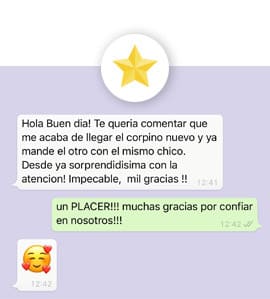 Hola Buen dia! Te queria comentar que
me acaba de llegar el corpino nuevo y ya
mande el otro con el mismo chico.
Desde ya sorprendidisima con la
atencion! Impecable, mil gracias !!
12:41
un PLACER!!! muchas gracias por confiar
en nosotros!!!
12:42
12:42